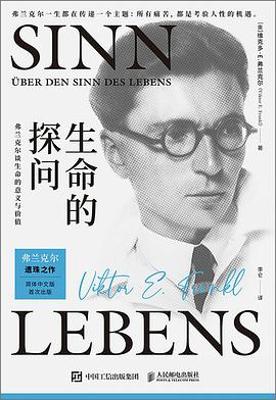 弗兰克尔一生都在传递一个主题：所有痛苦，都是考验人性的机遇。
SINN
ÜBER DEN SINN DES LEBENS
[奥] 维克多·E.弗兰克尔
(Viktor E. Frankl)
著
生命的
探问
弗兰克尔谈生命的意义与价值
弗兰克尔
遗珠之作
简体中文版
首次出版
李仑
译
Viktor E. Frankl
LEBENS
中国工信出版集团
人民邮电出版社
POSTS & TELECOM PRESS